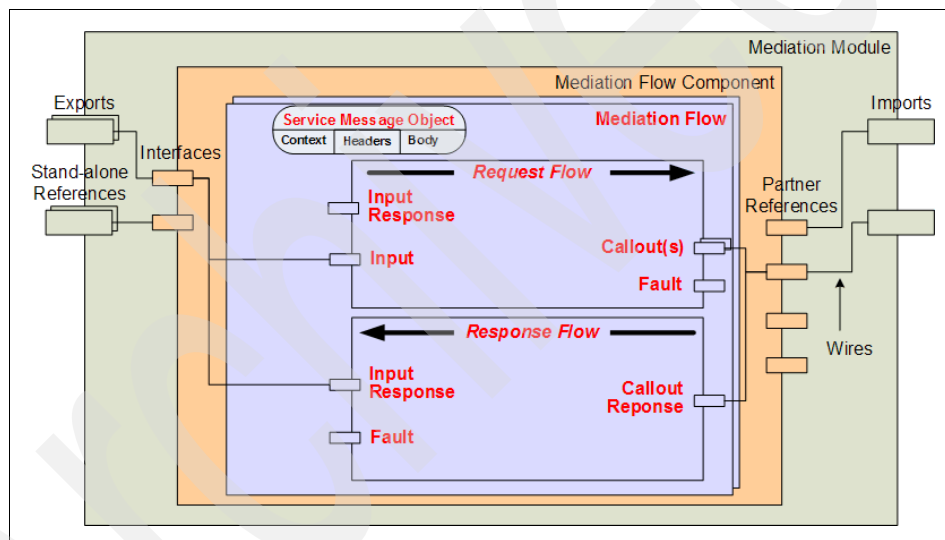 Mediation Module
Mediation Flow Component
Exports
Imports
Service Message Object
Context Headers Body
Mediation Flow
Interfaces
Stand-alone
References
Request Flow
Input
Response
Partner
References
Input
Callout(s)
Fault
Response Flow
Wires
Input
Response
Callout
Reponse
Fault